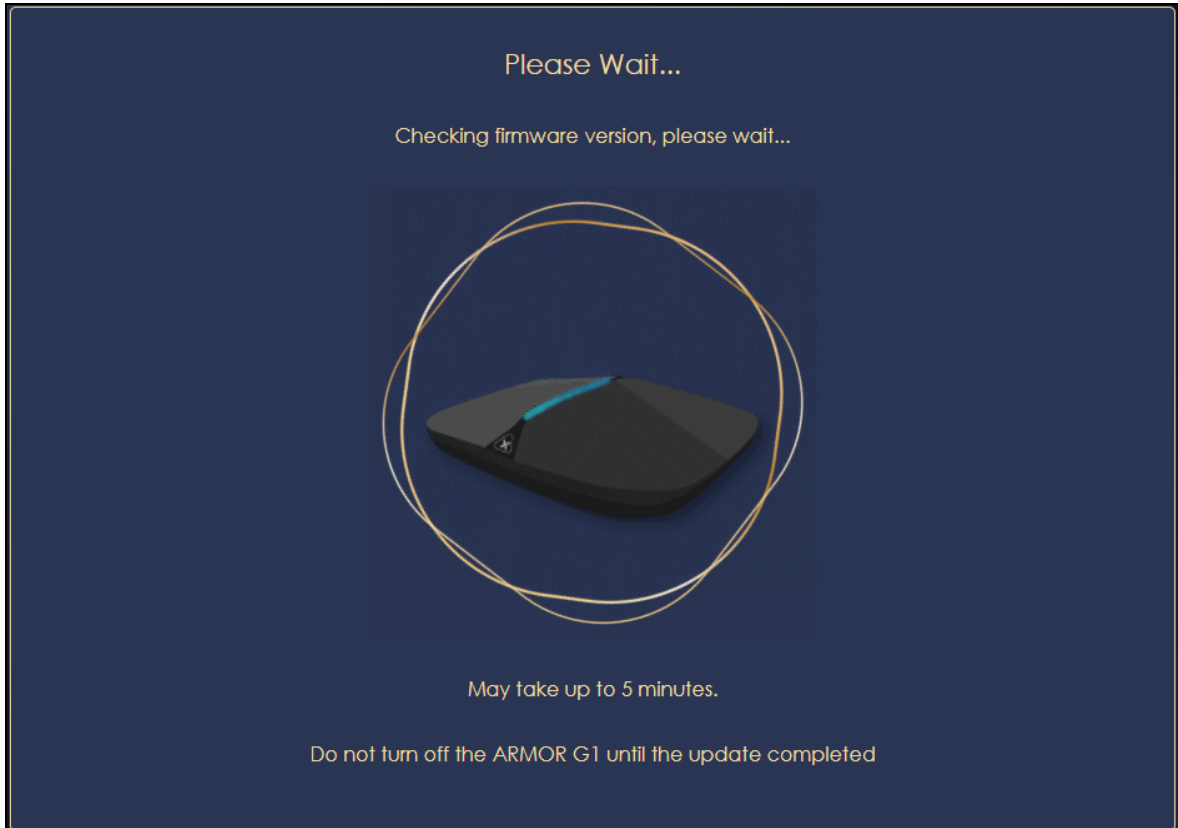 Please Wait...
Checking firmware version, please wait...
May take up to 5 minutes.
Do not turn off the ARMOR G1 until the update completed